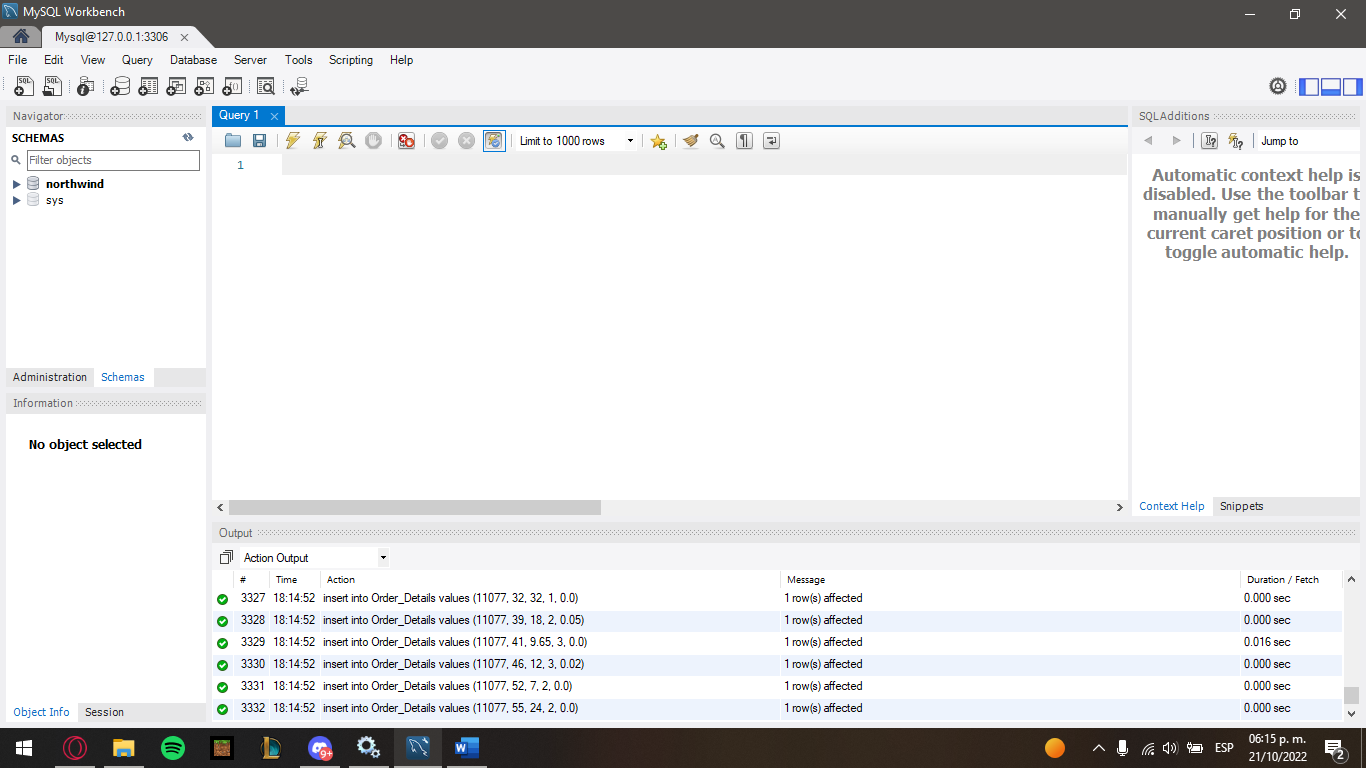 MySQL Workbench
Mysql@127.0.0.1:3306
File Edit View Query Database Server Tools Scripting Help
Navigator
SCHEMAS
Filter objects
northwind
sys
Administration Schemas
Information
No object selected
Object Info Session
Query 1
Limit to 1000 rows
1
SQLAdditions
Jump to
Automatic context help is
disabled. Use the toolbar t
manually get help for the
current caret position or to
toggle automatic help.
Context Help Snippets
Output
Action Output
# Time Action Message Duration / Fetch
3327 18:14:52 insert into Order_Details values (11077, 32, 32, 1, 0.0) 1 row(s) affected 0.000 sec
3328 18:14:52 insert into Order_Details values (11077, 39, 18, 2, 0.05) 1 row(s) affected 0.000 sec
3329 18:14:52 insert into Order_Details values (11077, 41, 9.65, 3, 0.0) 1 row(s) affected 0.016 sec
3330 18:14:52 insert into Order_Details values (11077, 46, 12, 3, 0.02) 1 row(s) affected 0.000 sec
3331 18:14:52 insert into Order_Details values (11077, 52, 7, 2, 0.0) 1 row(s) affected 0.000 sec
3332 18:14:52 insert into Order_Details values (11077, 55, 24, 2, 0.0) 1 row(s) affected 0.000 sec
9+
ESP
06:15 p. m.
21/10/2022
2